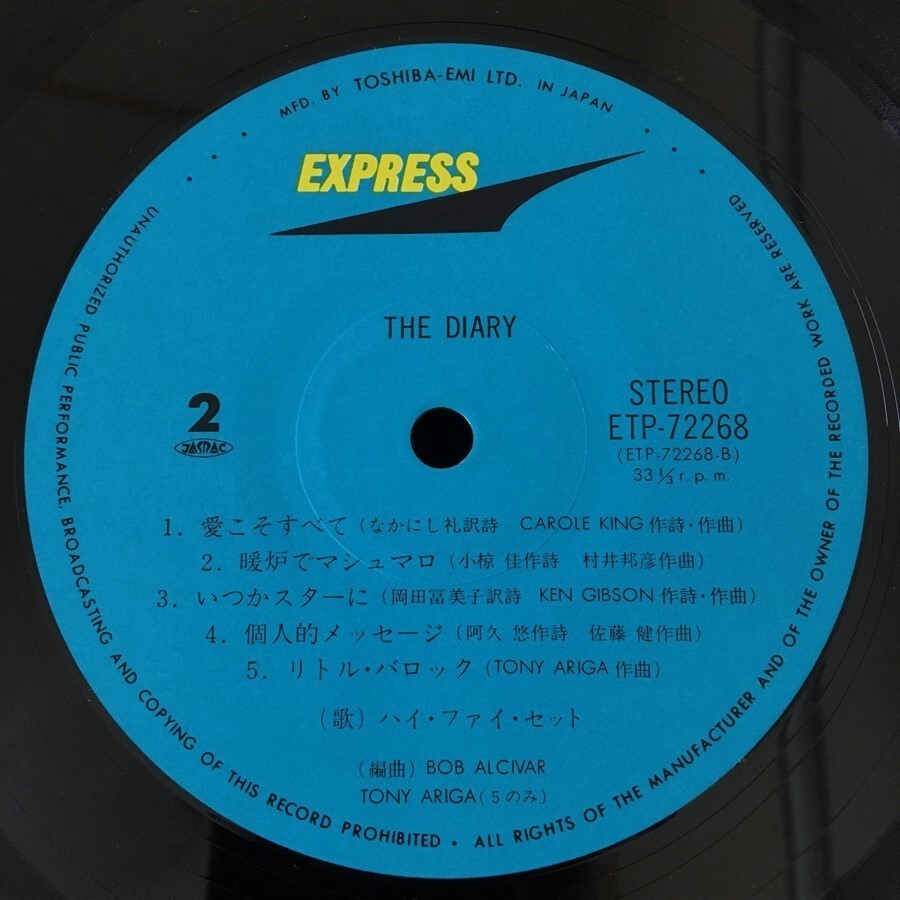 MFD. BY TOSHIBA-EMI LTD. IN JAPAN
EXPRESS
THE DIARY
2
JASRAC
STEREO
ETP-72268
(ETP-72268-B)
33 1/3 r.p.m.
1. 愛こそすべて (なかにし礼訳詩 CAROLE KING 作詩・作曲)
2. 暖炉でマシュマロ (小椋 佳作詩 村井邦彦作曲)
3. いつかスターに (岡田冨美子訳詩 KEN GIBSON 作詩・作曲)
4. 個人的メッセージ (阿久 悠作詩 佐藤 健作曲)
5. リトル・バロック (TONY ARIGA 作曲)
(歌) ハイ・ファイ・セット
(編曲) BOB ALCIVAR
TONY ARIGA (5のみ)
UNAUTHORIZED PUBLIC PERFORMANCE, BROADCASTING AND COPYING OF THIS RECORD PROHIBITED • ALL RIGHTS OF THE MANUFACTURER AND OF THE OWNER OF THE RECORDED WORK ARE RESERVED